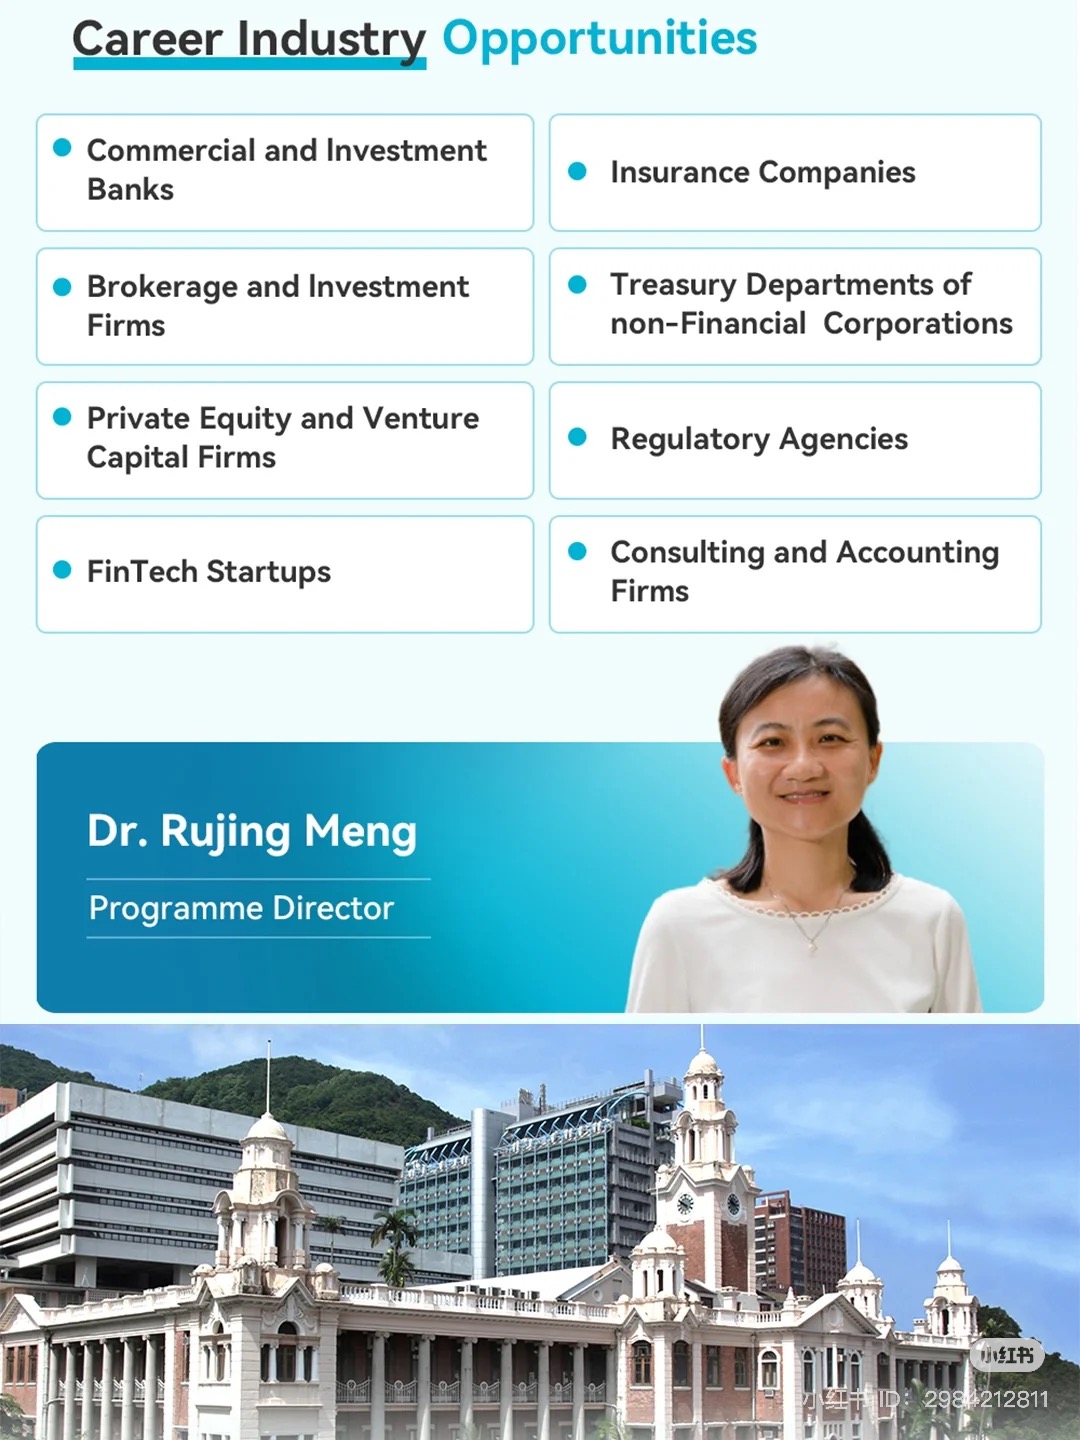 Career Industry Opportunities
Commercial and Investment
Banks
Insurance Companies
Brokerage and Investment
Firms
Treasury Departments of
non-Financial Corporations
Private Equity and Venture
Capital Firms
Regulatory Agencies
FinTech Startups
Consulting and Accounting
Firms
Dr. Rujing Meng
Programme Director
小红书
小红书 ID: 2984212811